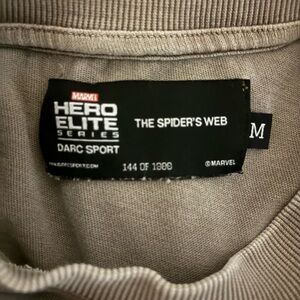 MARVEL
HERO
ELITE
SERIES
DARC SPORT
THE SPIDER'S WEB
144 OF 1000
©MARVEL
M